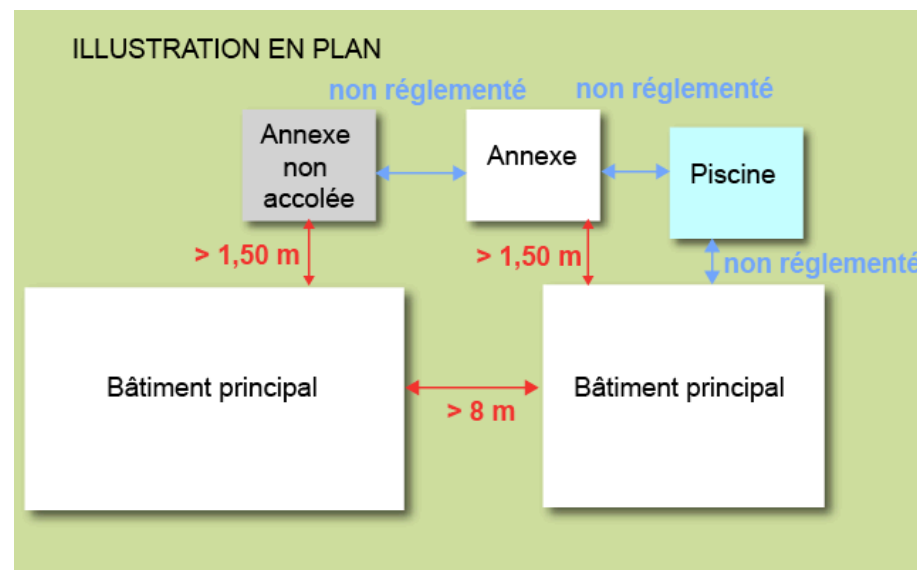 ILLUSTRATION EN PLAN
non réglementé
non réglementé
Annexe
non
accolée
Annexe
Piscine
> 1,50 m
> 1,50 m
non réglementé
Bâtiment principal
> 8 m
Bâtiment principal